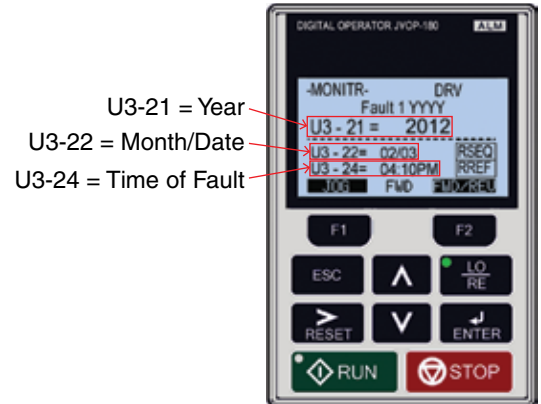 DIGITAL OPERATOR JVOP-180 ALM
-MONITR- DRV
Fault 1 YYYY
U3-21 = Year
U3 - 21 = 2012
U3-22 = Month/Date
U3 - 22= 02/03 RSEQ
U3-24 = Time of Fault
U3 - 24= 04:10PM RREF
JOG FWD FWD/REV
F1 F2
ESC LO
RE
RESET ENTER
RUN STOP